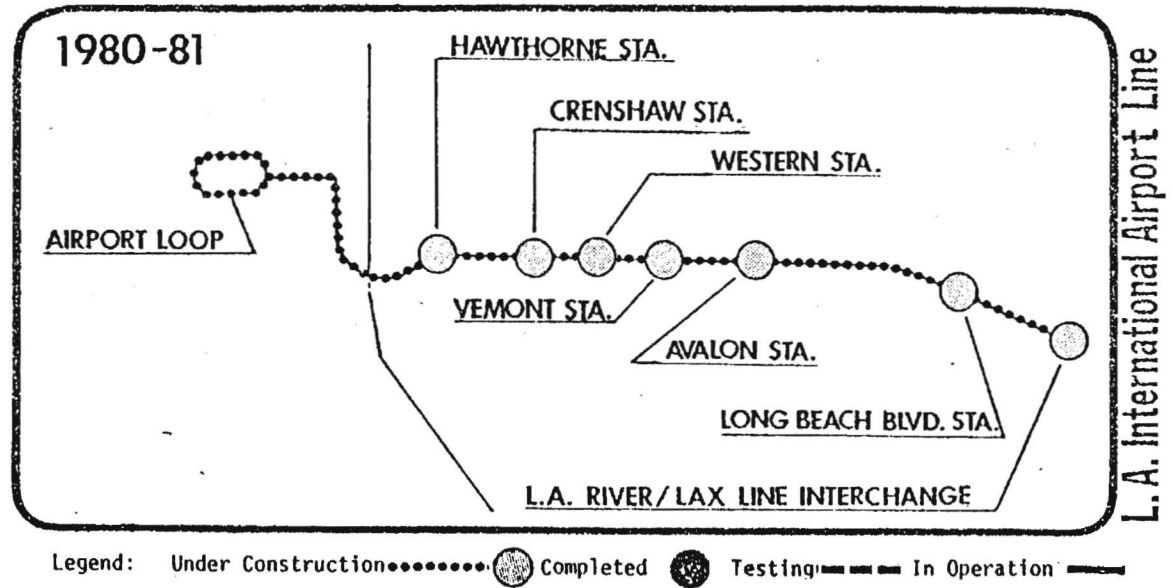 1980-81
HAWTHORNE STA.
CRENSHAW STA.
WESTERN STA.
AIRPORT LOOP
VEMONT STA.
AVALON STA.
LONG BEACH BLVD. STA.
L.A. RIVER/LAX LINE INTERCHANGE
L.A. International Airport Line
Legend: Under Construction Completed Testing In Operation